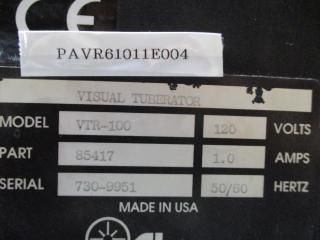 CE
PAVR61011E004
VISUAL TUBERATOR
MODEL VTR-100 120 VOLTS
PART 85417 1.0 AMPS
SERIAL 730-9951 50/60 HERTZ
MADE IN USA